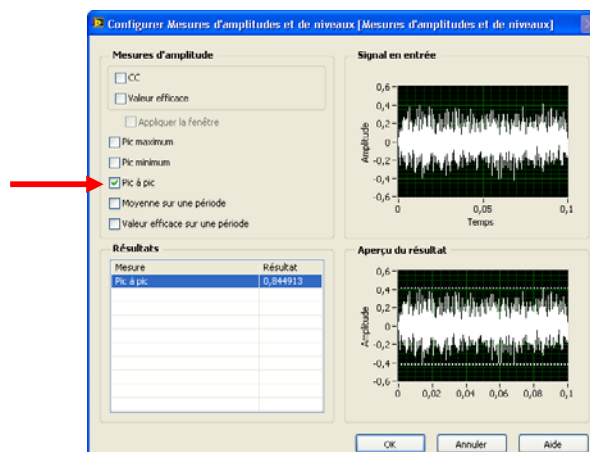 Configurer Mesures d'amplitudes et de niveaux [Mesures d'amplitudes et de niveaux]
Mesures d'amplitude
CC
Valeur efficace
Appliquer la fenêtre
Pic maximum
Pic minimum
Pic à pic
Moyenne sur une période
Valeur efficace sur une période
Signal en entrée
Amplitude
0,6
0,4
0,2
0
-0,2
-0,4
-0,6
0 0,05 0,1
Temps
Résultats
Mesure Résultat
Pic à pic 0,844913
Aperçu du résultat
Amplitude
0,6
0,4
0,2
0
-0,2
-0,4
-0,6
0 0,02 0,04 0,06 0,08 0,1
OK Annuler Aide